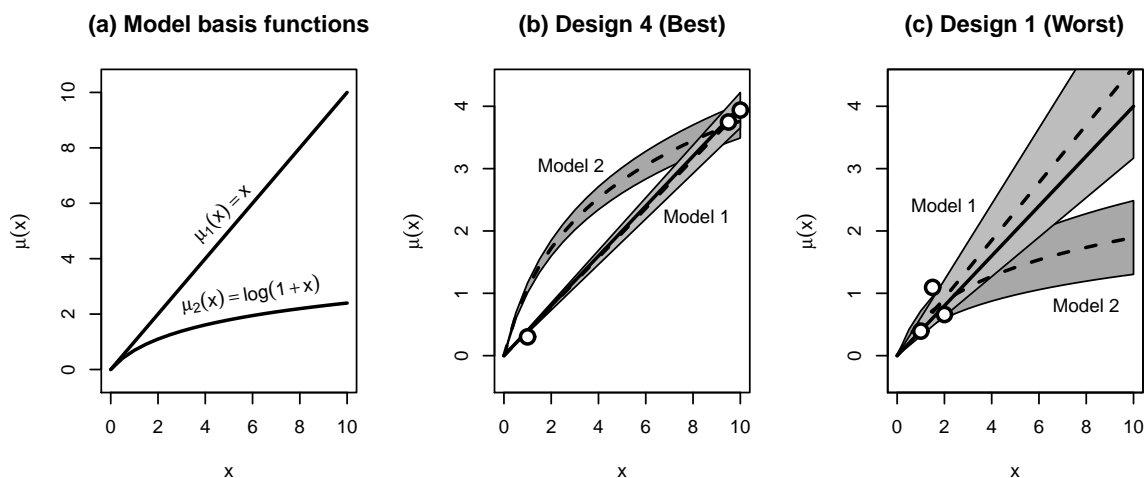 (a) Model basis functions
μ(x)
10
8
6
4
2
0
μ₁(x) = x
μ₂(x) = log(1 + x)
0 2 4 6 8 10
x
(b) Design 4 (Best)
μ(x)
4
3
2
1
0
Model 2
Model 1
0 2 4 6 8 10
x
(c) Design 1 (Worst)
μ(x)
4
3
2
1
0
Model 1
Model 2
0 2 4 6 8 10
x